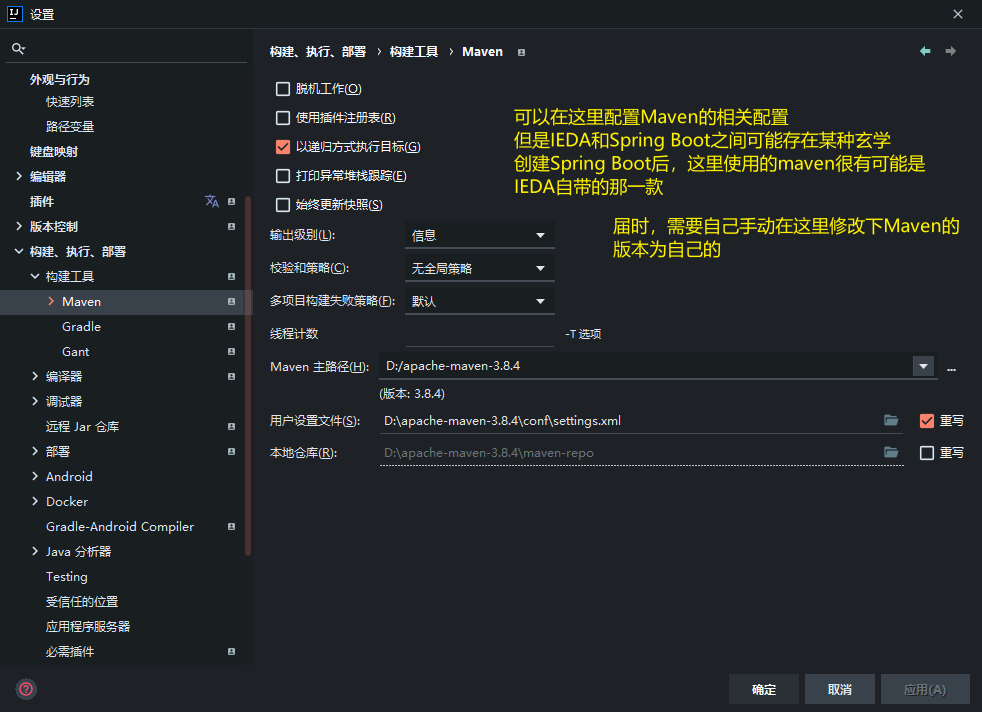 设置
外观与行为
快速列表
路径变量
键盘映射
编辑器
插件
版本控制
构建、执行、部署
构建工具
Maven
Gradle
Gant
编译器
调试器
远程 Jar 仓库
部署
Android
Docker
Gradle-Android Compiler
Java 分析器
Testing
受信任的位置
应用程序服务器
必需插件
构建、执行、部署 › 构建工具 › Maven
脱机工作(O)
使用插件注册表(R)
以递归方式执行目标(G)
打印异常堆栈跟踪(E)
始终更新快照(S)
输出级别(L): 信息
校验和策略(C): 无全局策略
多项目构建失败策略(F): 默认
线程计数 -T 选项
Maven 主路径(H): D:/apache-maven-3.8.4 ...
(版本: 3.8.4)
用户设置文件(S): D:\apache-maven-3.8.4\conf\settings.xml 重写
本地仓库(R): D:\apache-maven-3.8.4\maven-repo 重写
可以在这里配置Maven的相关配置
但是IEDA和Spring Boot之间可能存在某种玄学
创建Spring Boot后，这里使用的maven很有可能是
IEDA自带的那一款
届时，需要自己手动在这里修改下Maven的
版本为自己的
确定 取消 应用(A)